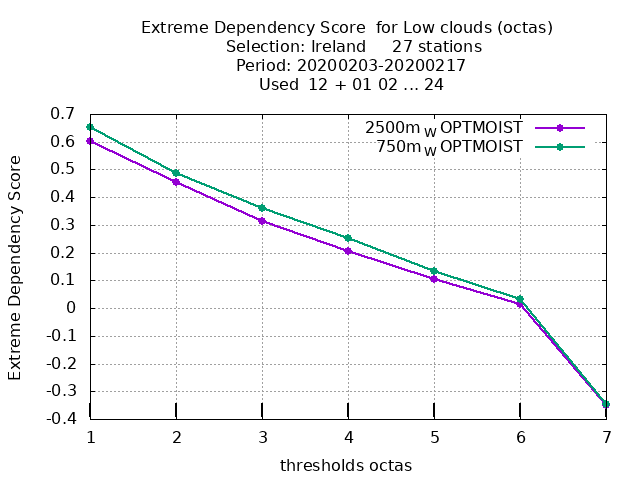 Extreme Dependency Score  for Low clouds (octas)
Selection: Ireland     27 stations
Period: 20200203-20200217
Used  12 + 01 02 ... 24
2500m W OPTMOIST
750m W OPTMOIST
Extreme Dependency Score
0.7
0.6
0.5
0.4
0.3
0.2
0.1
0
-0.1
-0.2
-0.3
-0.4
1 2 3 4 5 6 7
thresholds octas